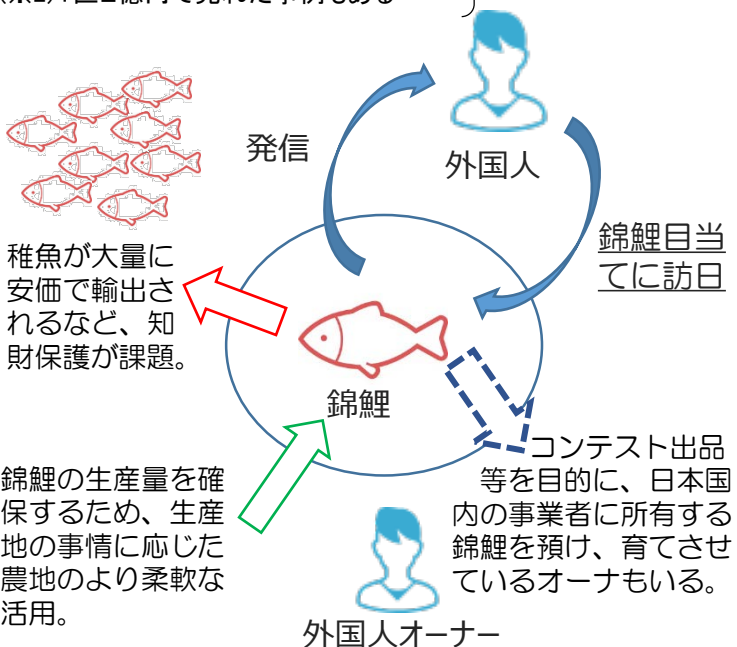 発信
外国人
錦鯉目当
てに訪日
稚魚が大量に
安価で輸出さ
れるなど、知
財保護が課題。
錦鯉
コンテスト出品
等を目的に、日本国
内の事業者に所有する
錦鯉を預け、育てさせ
ているオーナもいる。
錦鯉の生産量を確
保するため、生産
地の事情に応じた
農地のより柔軟な
活用。
外国人オーナー